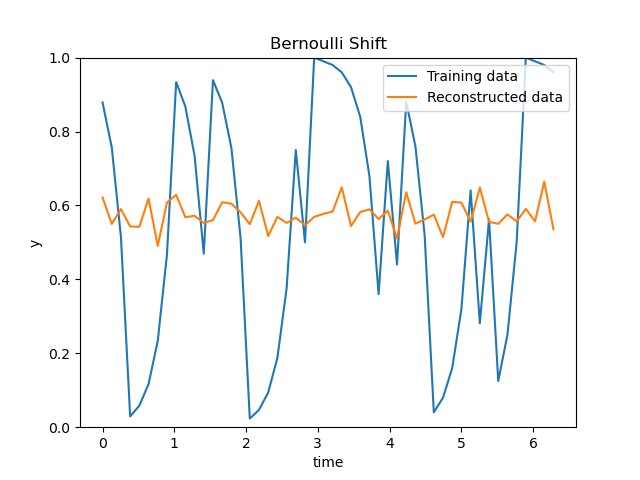 Bernoulli Shift
Training data
Reconstructed data
1.0
0.8
0.6
0.4
0.2
0.0
y
0 1 2 3 4 5 6
time